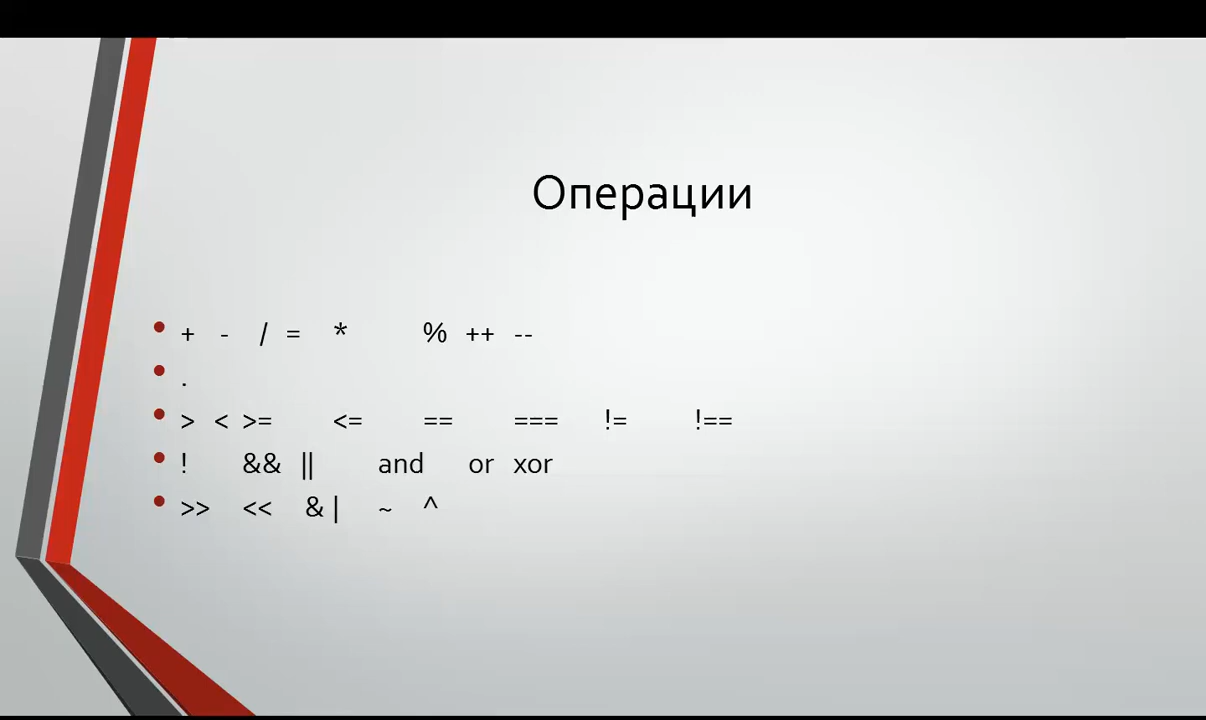 Операции
+ - / = * % ++ --
.
> < >= <= == === != !==
! && || and or xor
>> << & | ~ ^